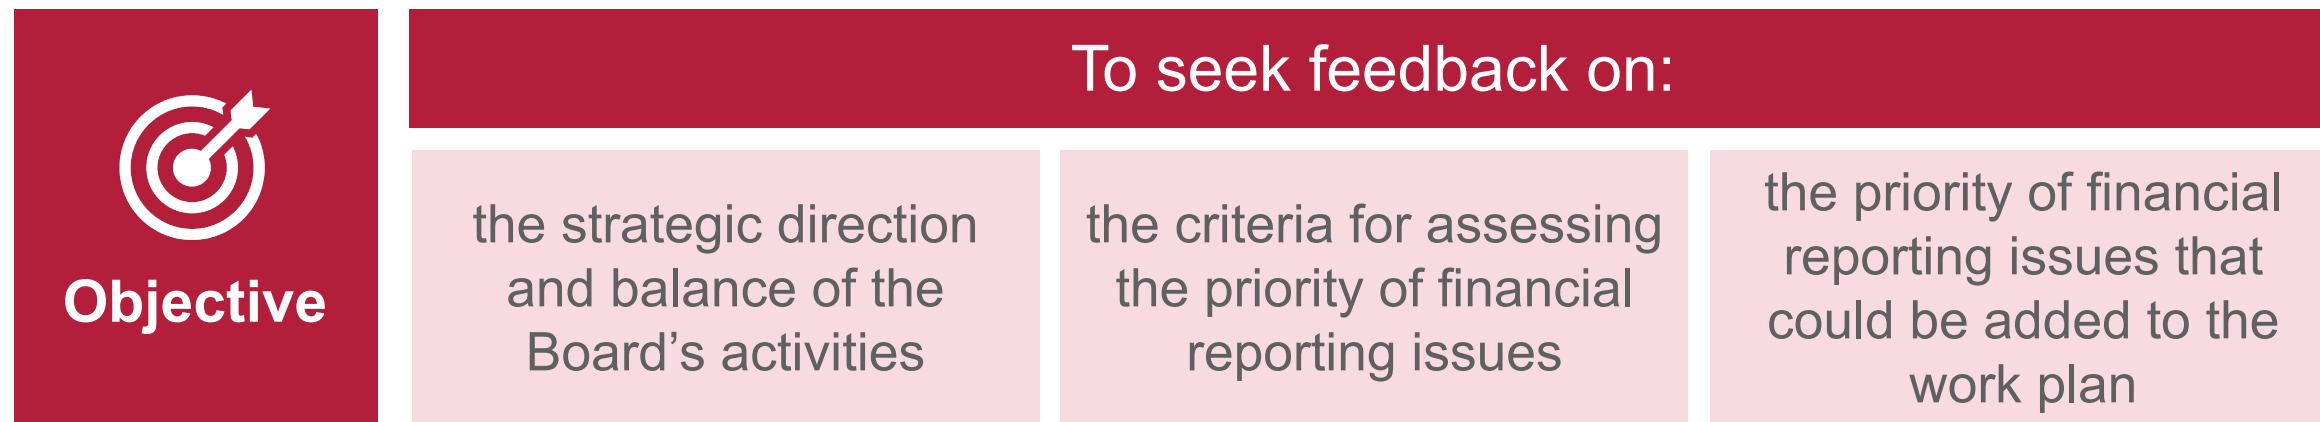 Objective
To seek feedback on:
the strategic direction
and balance of the
Board’s activities
the criteria for assessing
the priority of financial
reporting issues
the priority of financial
reporting issues that
could be added to the
work plan